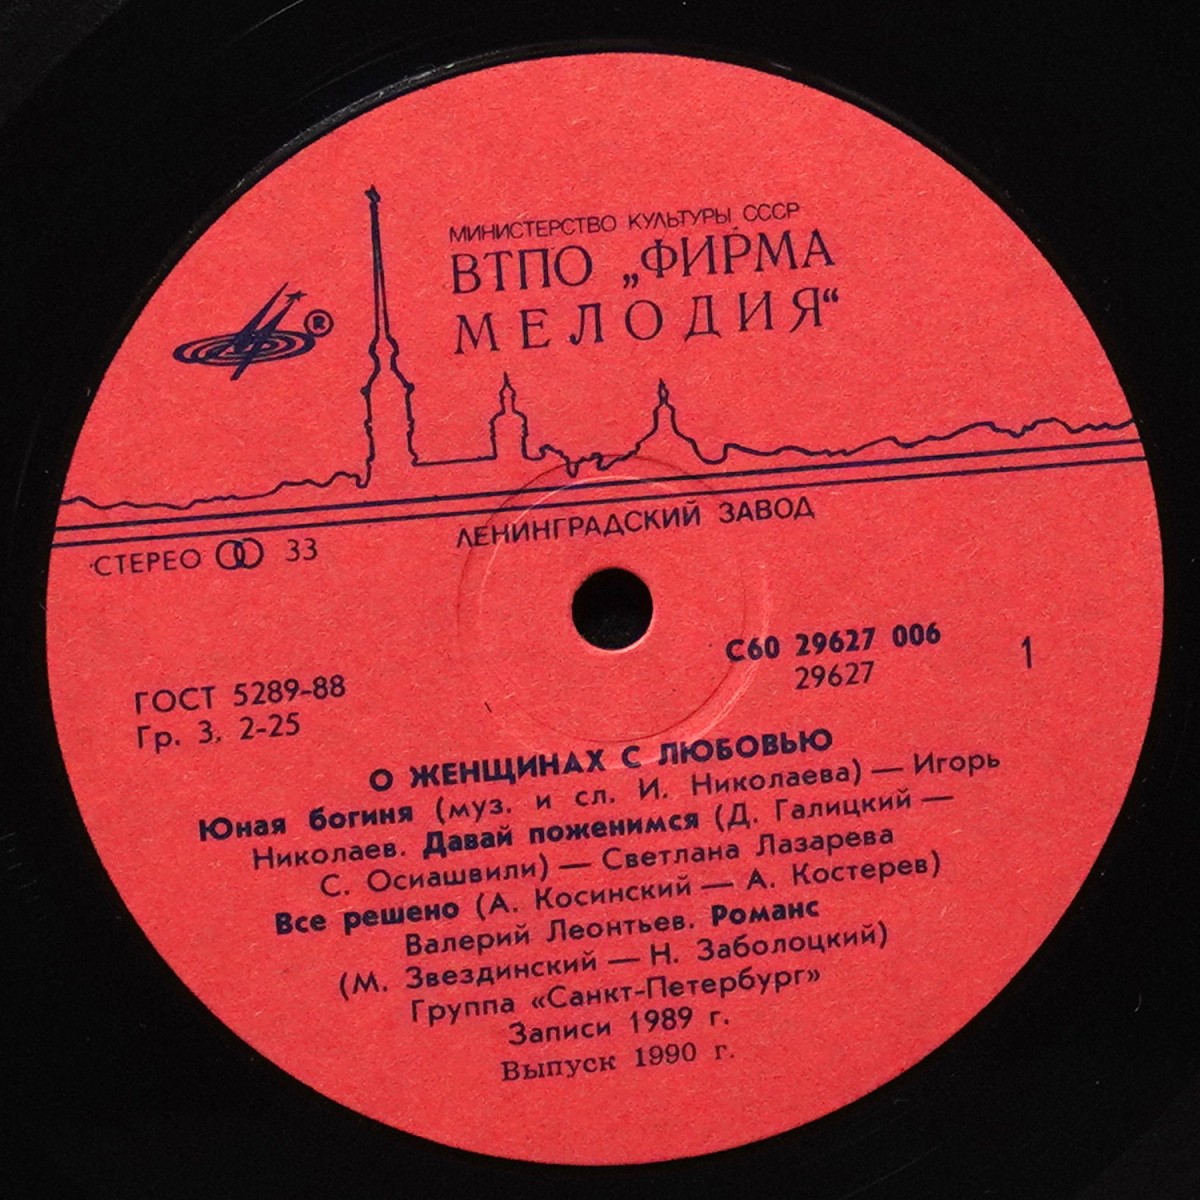 МИНИСТЕРСТВО КУЛЬТУРЫ СССР
ВТПО „ФИРМА
МЕЛОДИЯ“
®
ЛЕНИНГРАДСКИЙ ЗАВОД
СТЕРЕО 33
ГОСТ 5289-88
Гр. 3, 2-25
С60 29627 006
29627
1
О ЖЕНЩИНАХ С ЛЮБОВЬЮ
Юная богиня (муз. и сл. И. Николаева) — Игорь
Николаев. Давай поженимся (Д. Галицкий —
С. Осиашвили) — Светлана Лазарева
Все решено (А. Косинский — А. Костерев)
Валерий Леонтьев. Романс
(М. Звездинский — Н. Заболоцкий)
Группа «Санкт-Петербург»
Записи 1989 г.
Выпуск 1990 г.